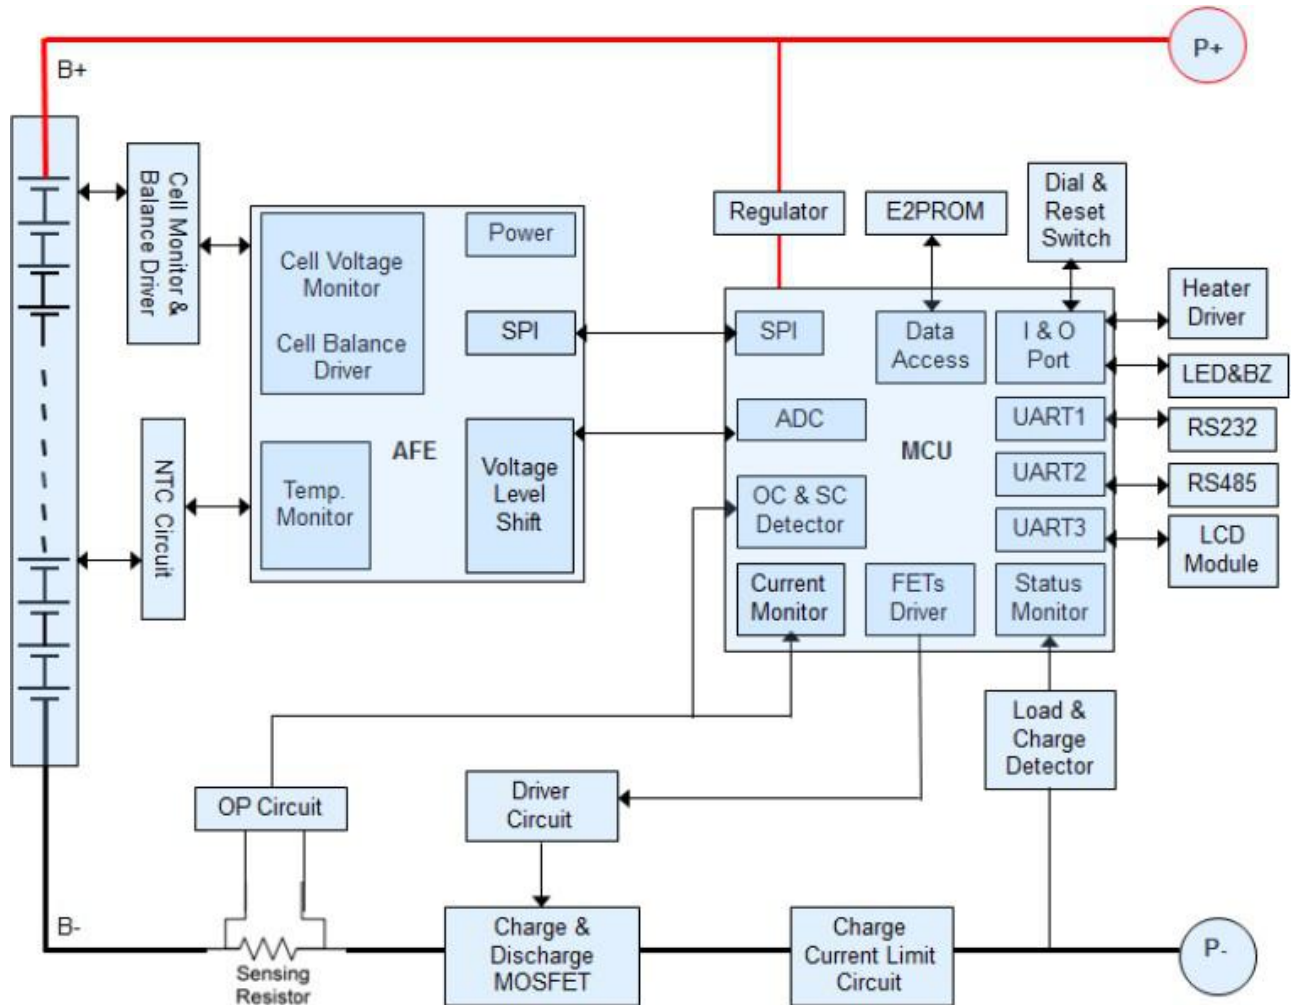 B+
P+
Cell Monitor &
Balance Driver
Cell Voltage
Monitor
Cell Balance
Driver
Power
SPI
Temp.
Monitor
AFE
Voltage
Level
Shift
NTC Circuit
Regulator
E2PROM
Dial &
Reset
Switch
SPI
Data
Access
I & O
Port
Heater
Driver
LED&BZ
ADC
MCU
UART1
RS232
OC & SC
Detector
UART2
RS485
UART3
LCD
Module
Current
Monitor
FETs
Driver
Status
Monitor
Load &
Charge
Detector
OP Circuit
Driver
Circuit
B-
Sensing
Resistor
Charge &
Discharge
MOSFET
Charge
Current Limit
Circuit
P-